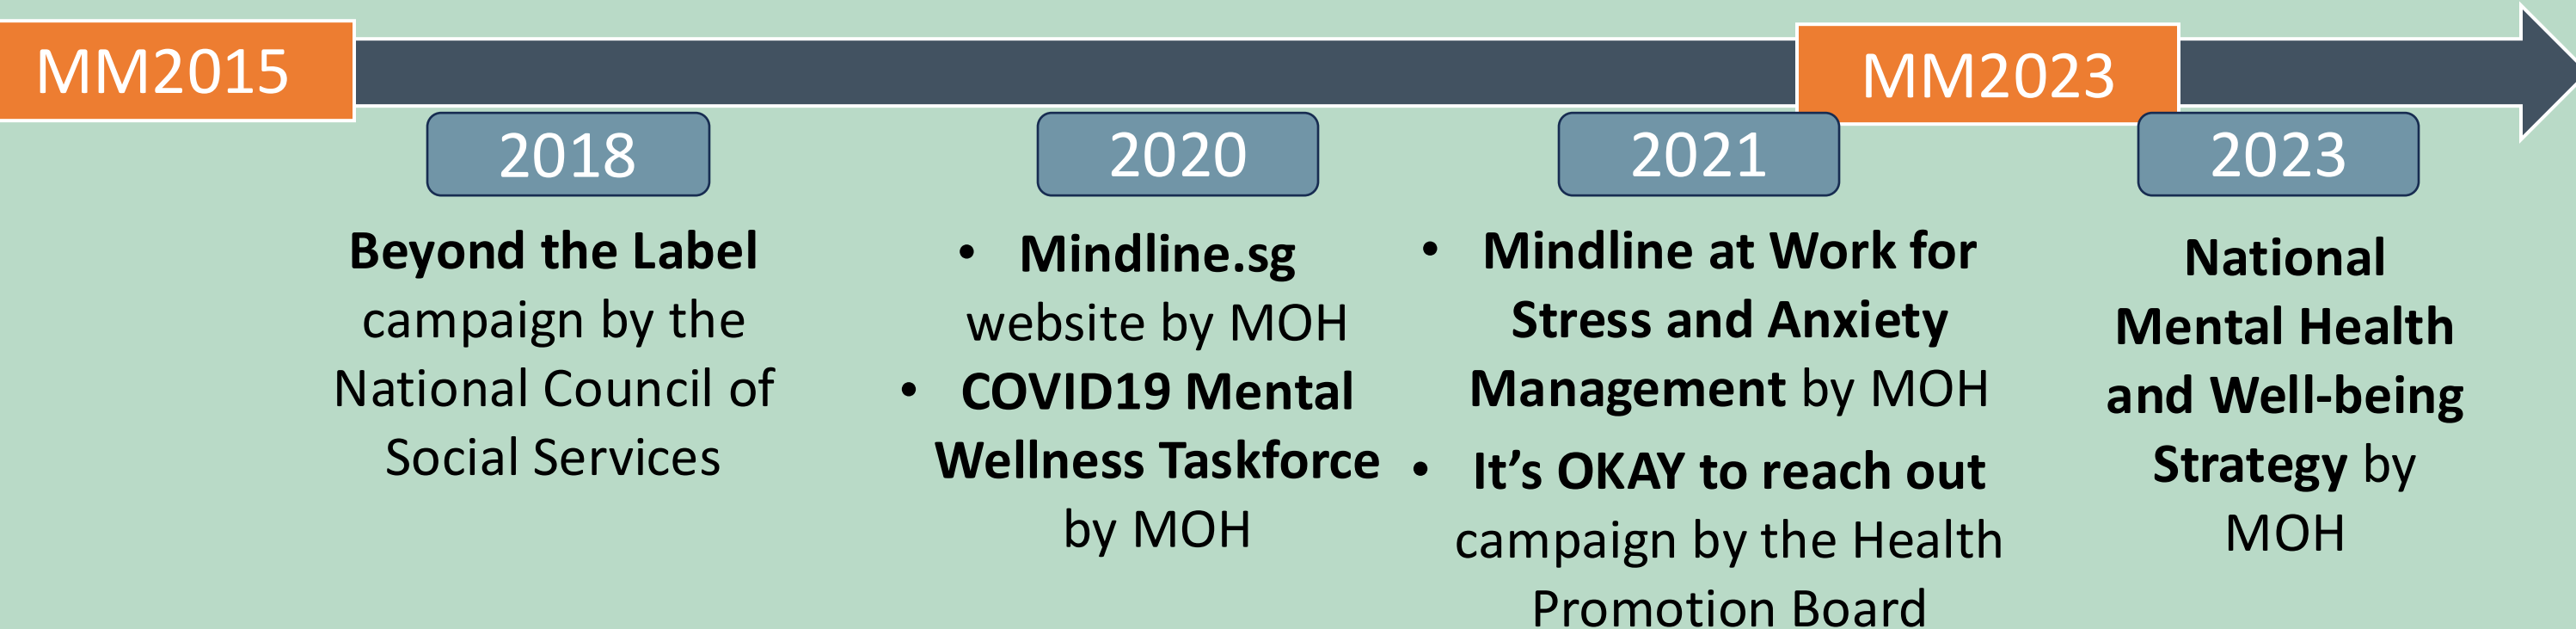 MM2015
MM2023
2018
2020
2021
2023
Beyond the Label
campaign by the
National Council of
Social Services
• Mindline.sg
website by MOH
• COVID19 Mental
Wellness Taskforce
by MOH
• Mindline at Work for
Stress and Anxiety
Management by MOH
• It’s OKAY to reach out
campaign by the Health
Promotion Board
National
Mental Health
and Well-being
Strategy by
MOH